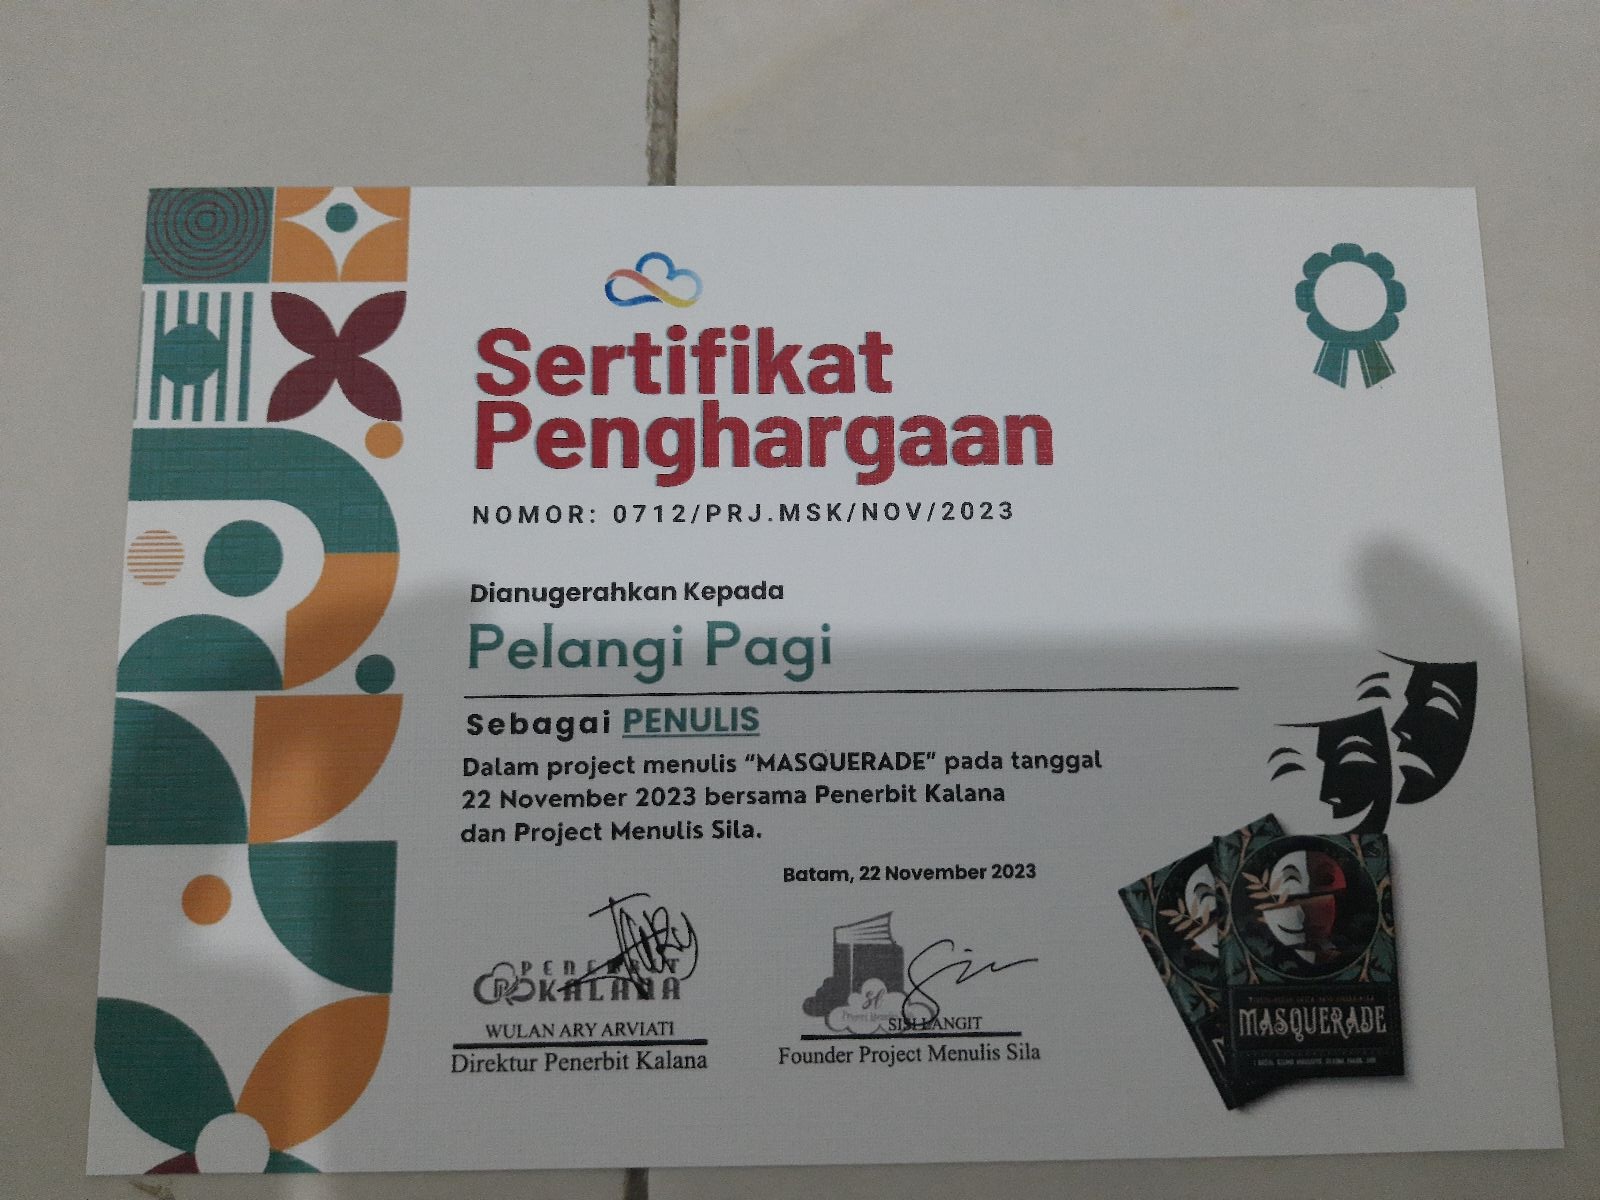 Sertifikat
Penghargaan
NOMOR: 0712/PRJ.MSK/NOV/2023
Dianugerahkan Kepada
Pelangi Pagi
Sebagai PENULIS
Dalam project menulis “MASQUERADE” pada tanggal
22 November 2023 bersama Penerbit Kalana
dan Project Menulis Sila.
Batam, 22 November 2023
PENERBIT
KALANA
WULAN ARY ARVIATI
Direktur Penerbit Kalana
SISI LANGIT
Founder Project Menulis Sila
MASQUERADE